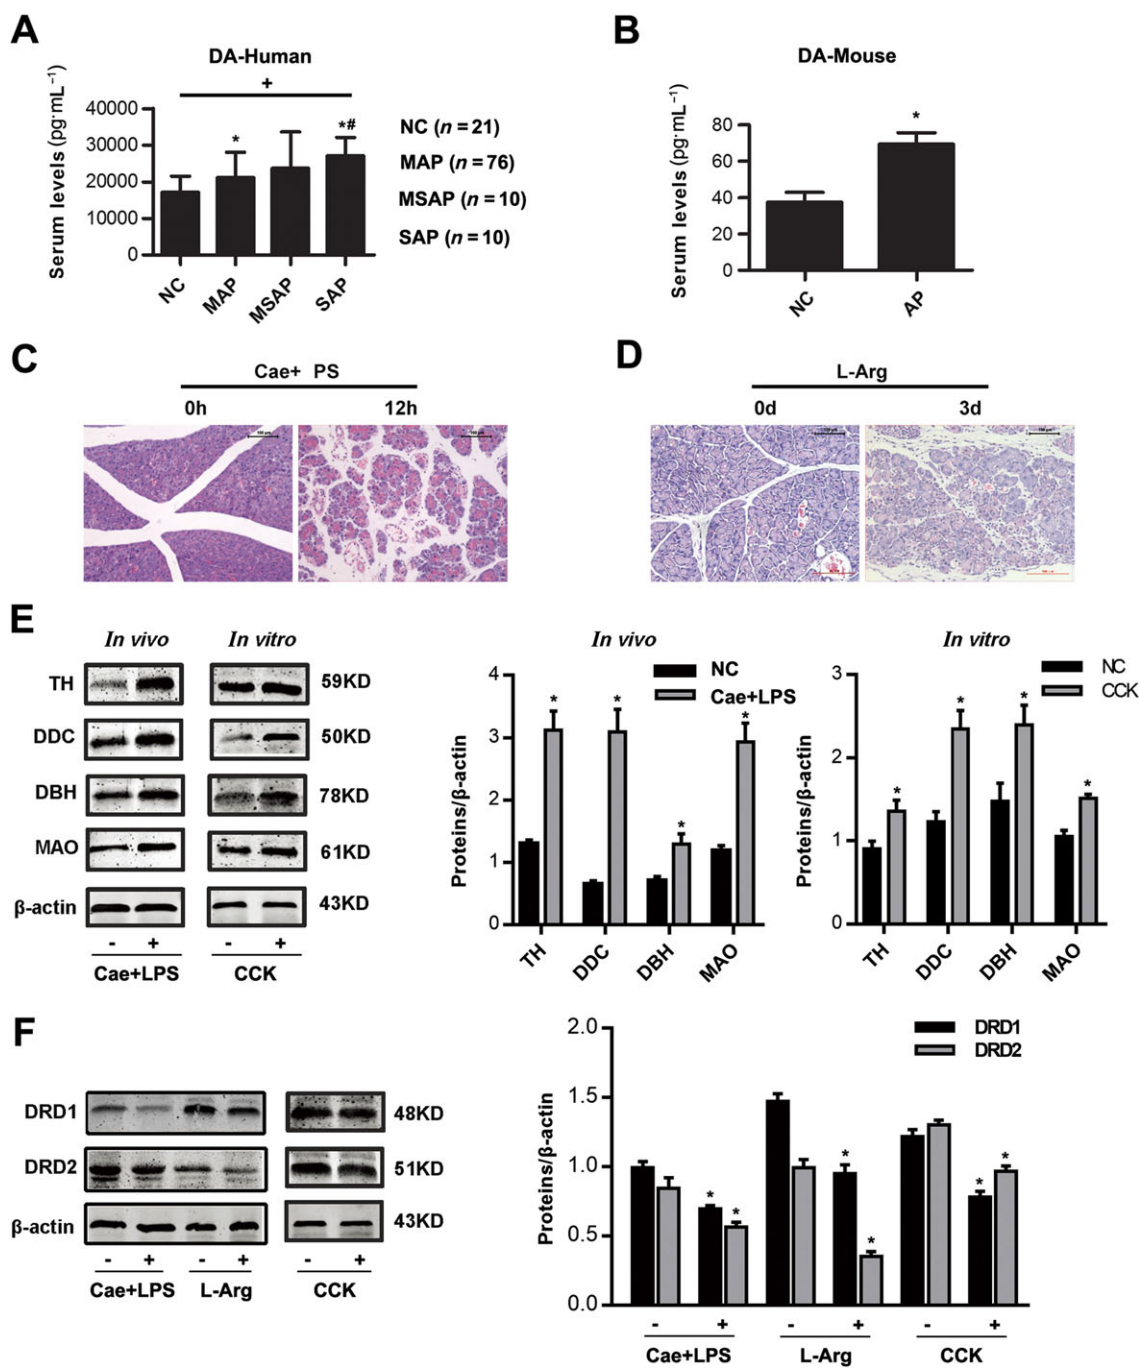 A
DA-Human
+
Serum levels (pg·mL⁻¹)
40000
30000
20000
10000
0
*
*#
NC
MAP
MSAP
SAP
NC (n = 21)
MAP (n = 76)
MSAP (n = 10)
SAP (n = 10)
B
DA-Mouse
Serum levels (pg·mL⁻¹)
80
60
40
20
0
*
NC
AP
C
Cae+ PS
0h
12h
100 µm
100 µm
D
L-Arg
0d
3d
100 µm
E
In vivo
In vitro
TH
59KD
DDC
50KD
DBH
78KD
MAO
61KD
β-actin
43KD
- +
- +
Cae+LPS
CCK
In vivo
NC
Cae+LPS
Proteins/β-actin
4
3
2
1
0
* * * *
TH
DDC
DBH
MAO
In vitro
NC
CCK
Proteins/β-actin
3
2
1
0
* * * *
TH
DDC
DBH
MAO
F
DRD1
48KD
DRD2
51KD
β-actin
43KD
- + - +
- +
Cae+LPS
L-Arg
CCK
DRD1
DRD2
Proteins/β-actin
2.0
1.5
1.0
0.5
0.0
* * * * * *
- + - + - +
Cae+LPS
L-Arg
CCK